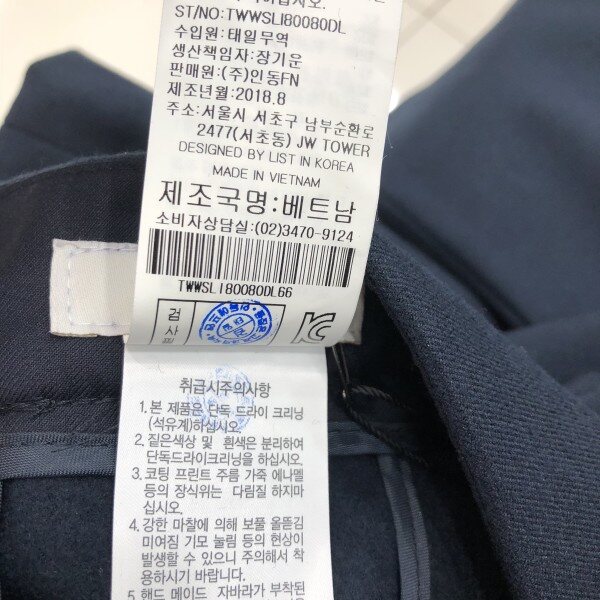 ST/NO:TWWSLI80080DL
수입원:태일무역
생산책임자:장기운
판매원:(주)인동FN
제조년월:2018.8
주소:서울시 서초구 남부순환로
2477(서초동) JW TOWER
DESIGNED BY LIST IN KOREA
MADE IN VIETNAM
제조국명:베트남
소비자상담실:(02)3470-9124
TWWSLI80080DL66
검
사
필
취급시주의사항
1.본 제품은 단독 드라이 크리닝
(석유계)하십시오.
2.짙은색상 및 흰색은 분리하여
단독드라이크리닝을 하십시오.
3.코팅 프린트 주름 가죽 에나멜
등의 장식위는 다림질 하지마
십시오.
4.강한 마찰에 의해 보풀 올뜯김
미여짐 기모 눌림 등의 현상이
발생할 수 있으니 주의해서 착
용하시기 바랍니다.
5.핸드 메이드 자바라가 부착된